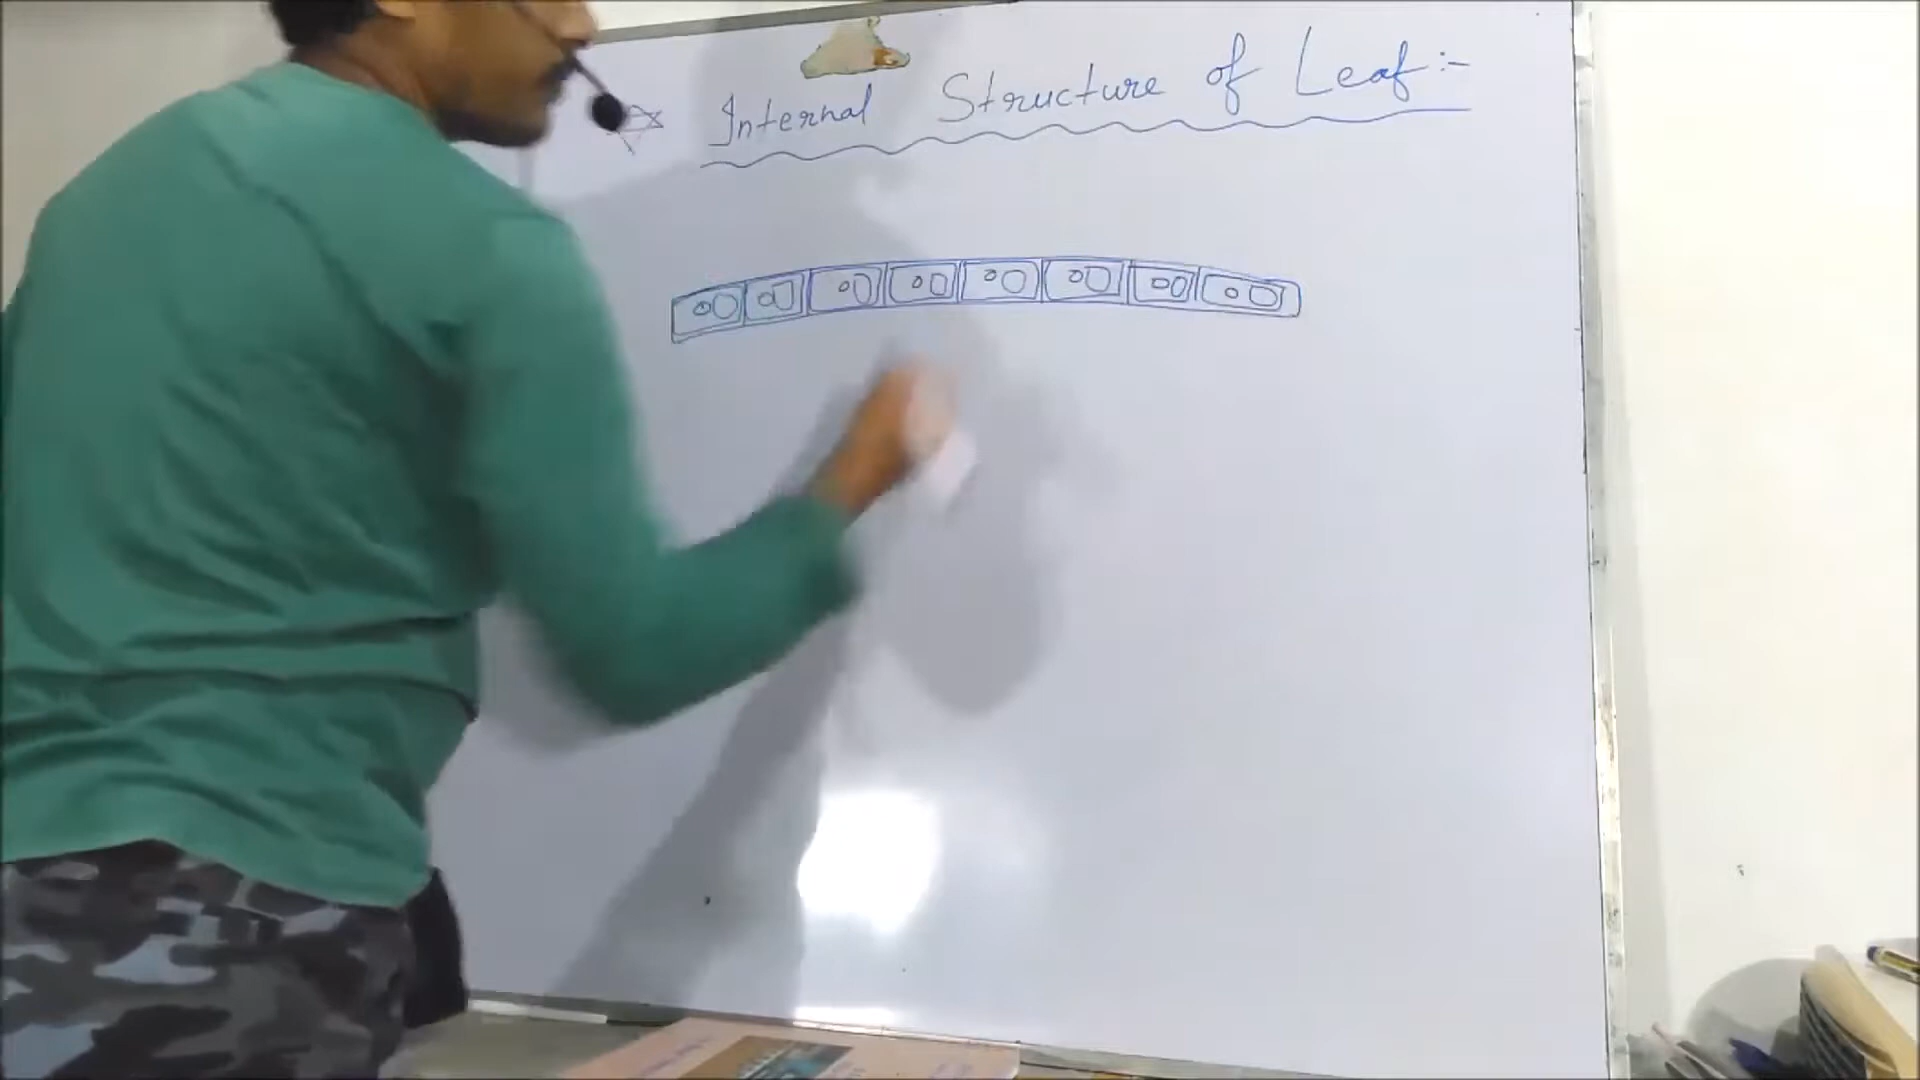 Internal Structure of Leaf :-